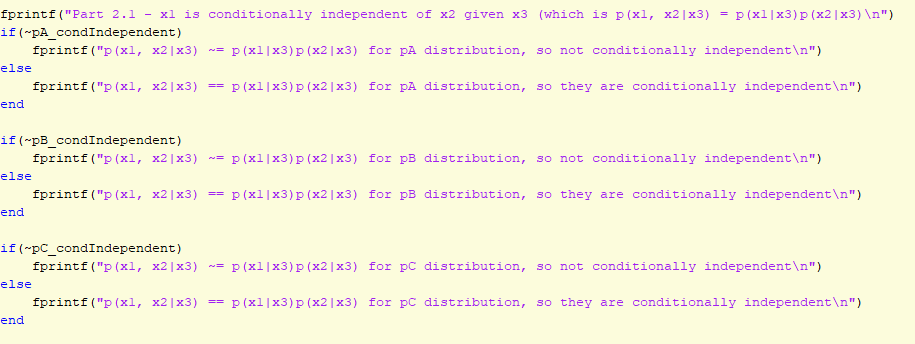 fprintf("Part 2.1 - x1 is conditionally independent of x2 given x3 (which is p(x1, x2|x3) = p(x1|x3)p(x2|x3)\n")
if(~pA_condIndependent)
    fprintf("p(x1, x2|x3) ~= p(x1|x3)p(x2|x3) for pA distribution, so not conditionally independent\n")
else
    fprintf("p(x1, x2|x3) == p(x1|x3)p(x2|x3) for pA distribution, so they are conditionally independent\n")
end

if(~pB_condIndependent)
    fprintf("p(x1, x2|x3) ~= p(x1|x3)p(x2|x3) for pB distribution, so not conditionally independent\n")
else
    fprintf("p(x1, x2|x3) == p(x1|x3)p(x2|x3) for pB distribution, so they are conditionally independent\n")
end

if(~pC_condIndependent)
    fprintf("p(x1, x2|x3) ~= p(x1|x3)p(x2|x3) for pC distribution, so not conditionally independent\n")
else
    fprintf("p(x1, x2|x3) == p(x1|x3)p(x2|x3) for pC distribution, so they are conditionally independent\n")
end